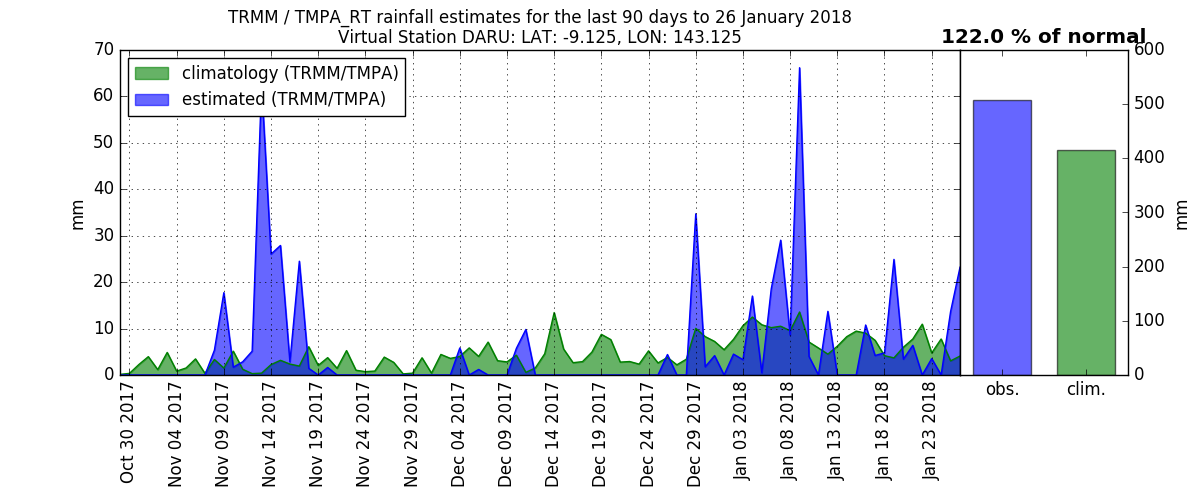 TRMM / TMPA_RT rainfall estimates for the last 90 days to 26 January 2018
Virtual Station DARU: LAT: -9.125, LON: 143.125
122.0 % of normal
climatology (TRMM/TMPA)
estimated (TRMM/TMPA)
70
60
50
40
30
20
10
0
mm
Oct 30 2017
Nov 04 2017
Nov 09 2017
Nov 14 2017
Nov 19 2017
Nov 24 2017
Nov 29 2017
Dec 04 2017
Dec 09 2017
Dec 14 2017
Dec 19 2017
Dec 24 2017
Dec 29 2017
Jan 03 2018
Jan 08 2018
Jan 13 2018
Jan 18 2018
Jan 23 2018
600
500
400
300
200
100
0
mm
obs.
clim.